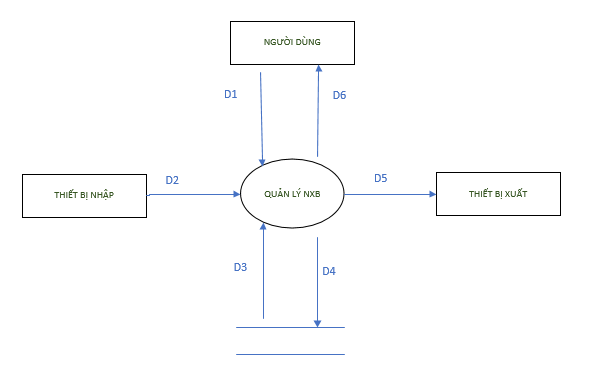 NGƯỜI DÙNG
D1
D6
THIẾT BỊ NHẬP
D2
QUẢN LÝ NXB
D5
THIẾT BỊ XUẤT
D3
D4